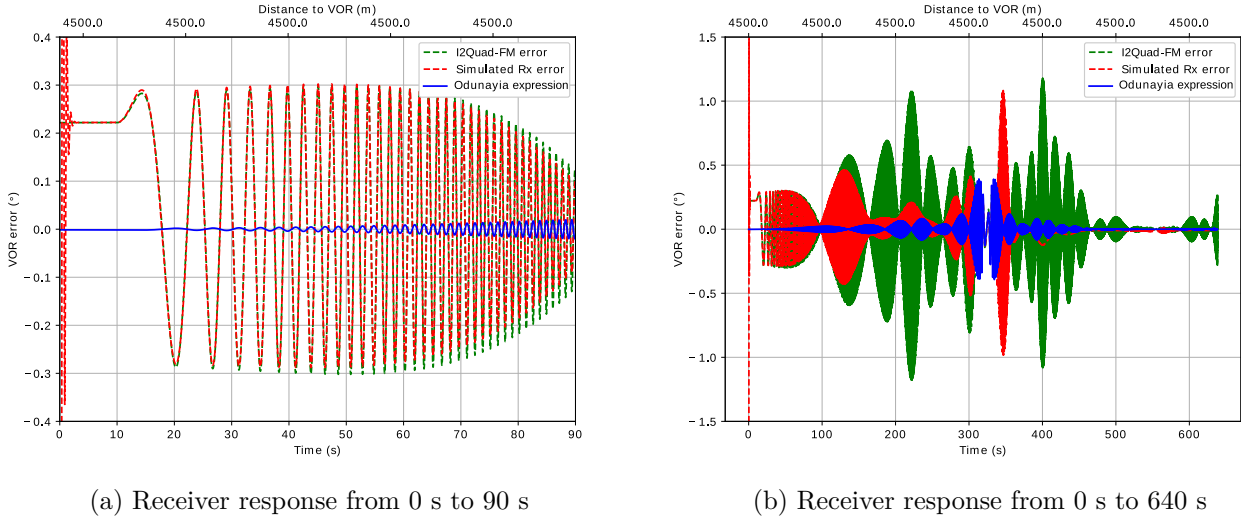 Distance to VOR (m)
4500.0 4500.0 4500.0 4500.0 4500.0 4500.0
0.4
0.3
0.2
0.1
0.0
−0.1
−0.2
−0.3
−0.4
VOR error (°)
I2Quad-FM error
Simulated Rx error
Odunayia expression
0 10 20 30 40 50 60 70 80 90
Time (s)
(a) Receiver response from 0 s to 90 s
Distance to VOR (m)
4500.0 4500.0 4500.0 4500.0 4500.0 4500.0 4500.0
1.5
1.0
0.5
0.0
−0.5
−1.0
−1.5
VOR error (°)
I2Quad-FM error
Simulated Rx error
Odunayia expression
0 100 200 300 400 500 600
Time (s)
(b) Receiver response from 0 s to 640 s